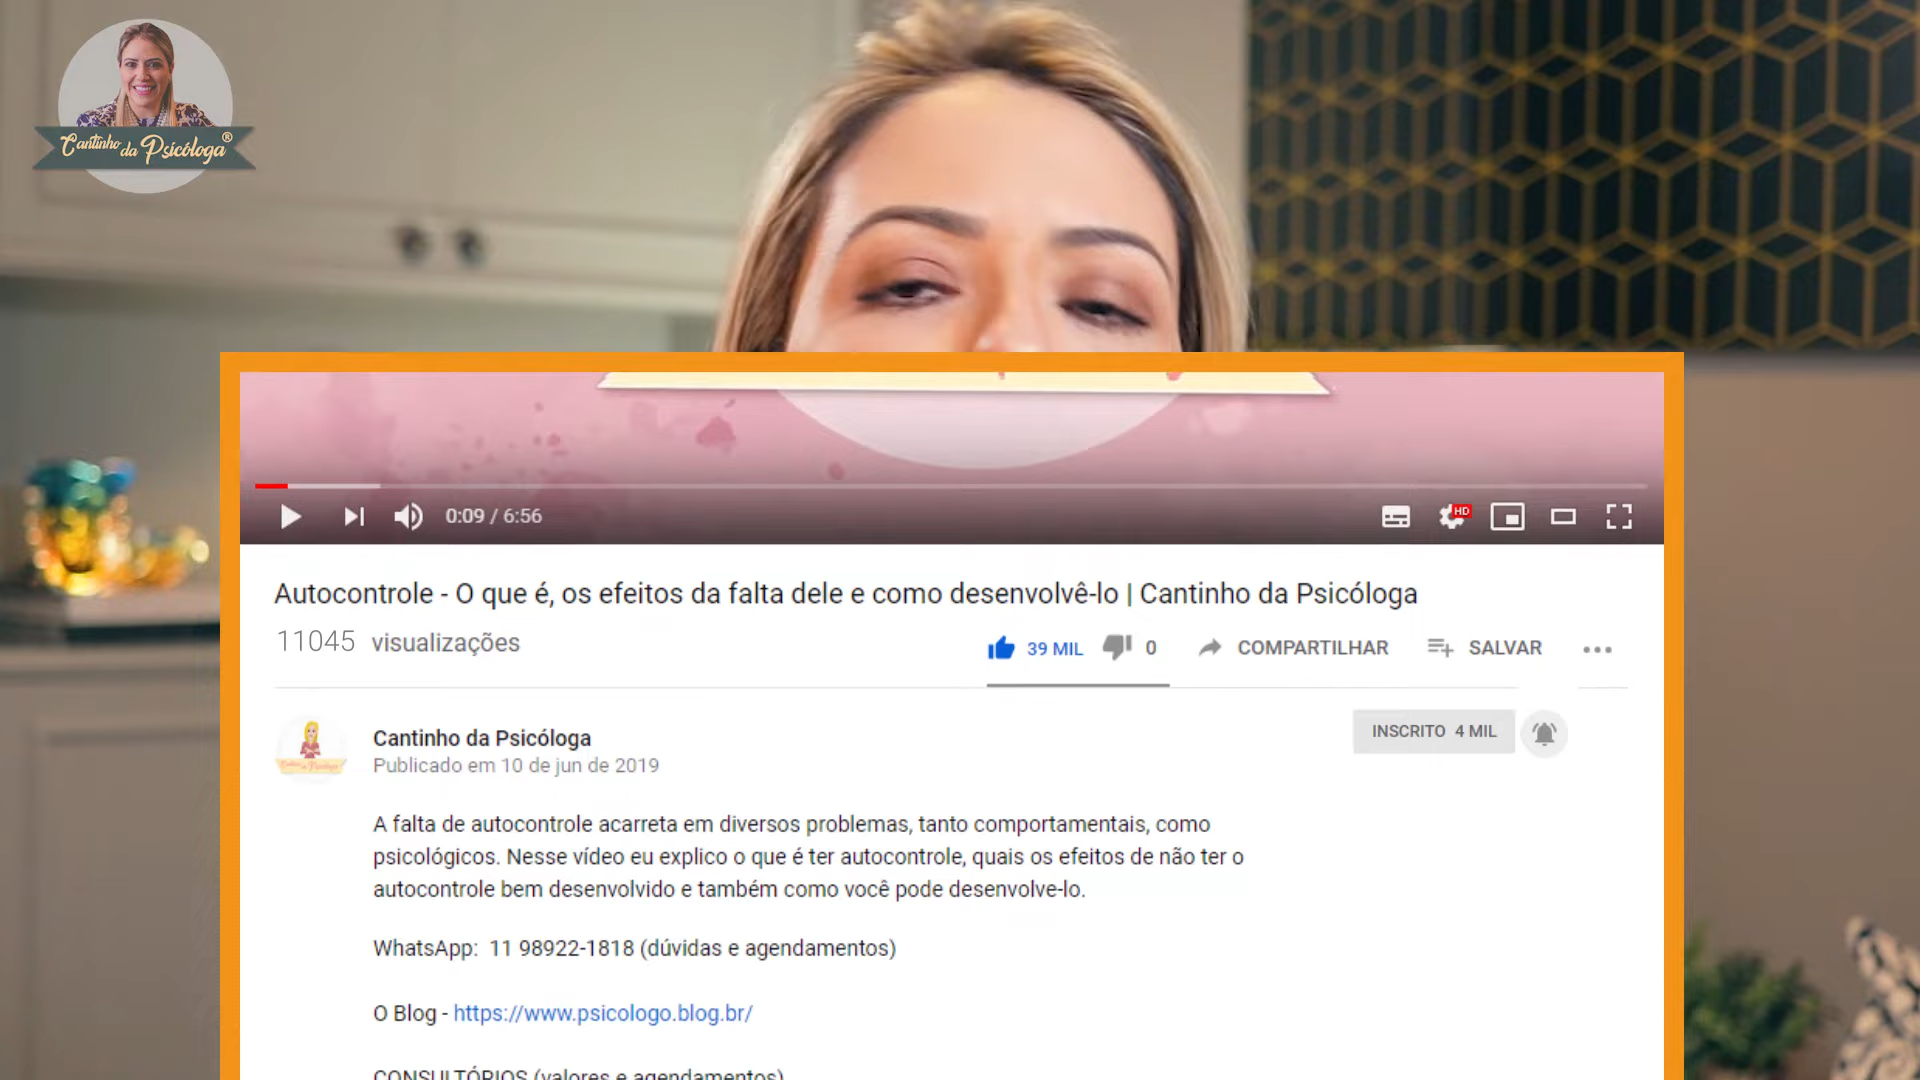 Cantinho da Psicóloga®
0:09 / 6:56
HD
Autocontrole - O que é, os efeitos da falta dele e como desenvolvê-lo | Cantinho da Psicóloga
11045 visualizações
39 MIL 0 COMPARTILHAR SALVAR
Cantinho da Psicóloga
Publicado em 10 de jun de 2019
INSCRITO 4 MIL
A falta de autocontrole acarreta em diversos problemas, tanto comportamentais, como
psicológicos. Nesse vídeo eu explico o que é ter autocontrole, quais os efeitos de não ter o
autocontrole bem desenvolvido e também como você pode desenvolve-lo.
WhatsApp: 11 98922-1818 (dúvidas e agendamentos)
O Blog - https://www.psicologo.blog.br/
CONSULTÓRIOS (valores e agendamentos)